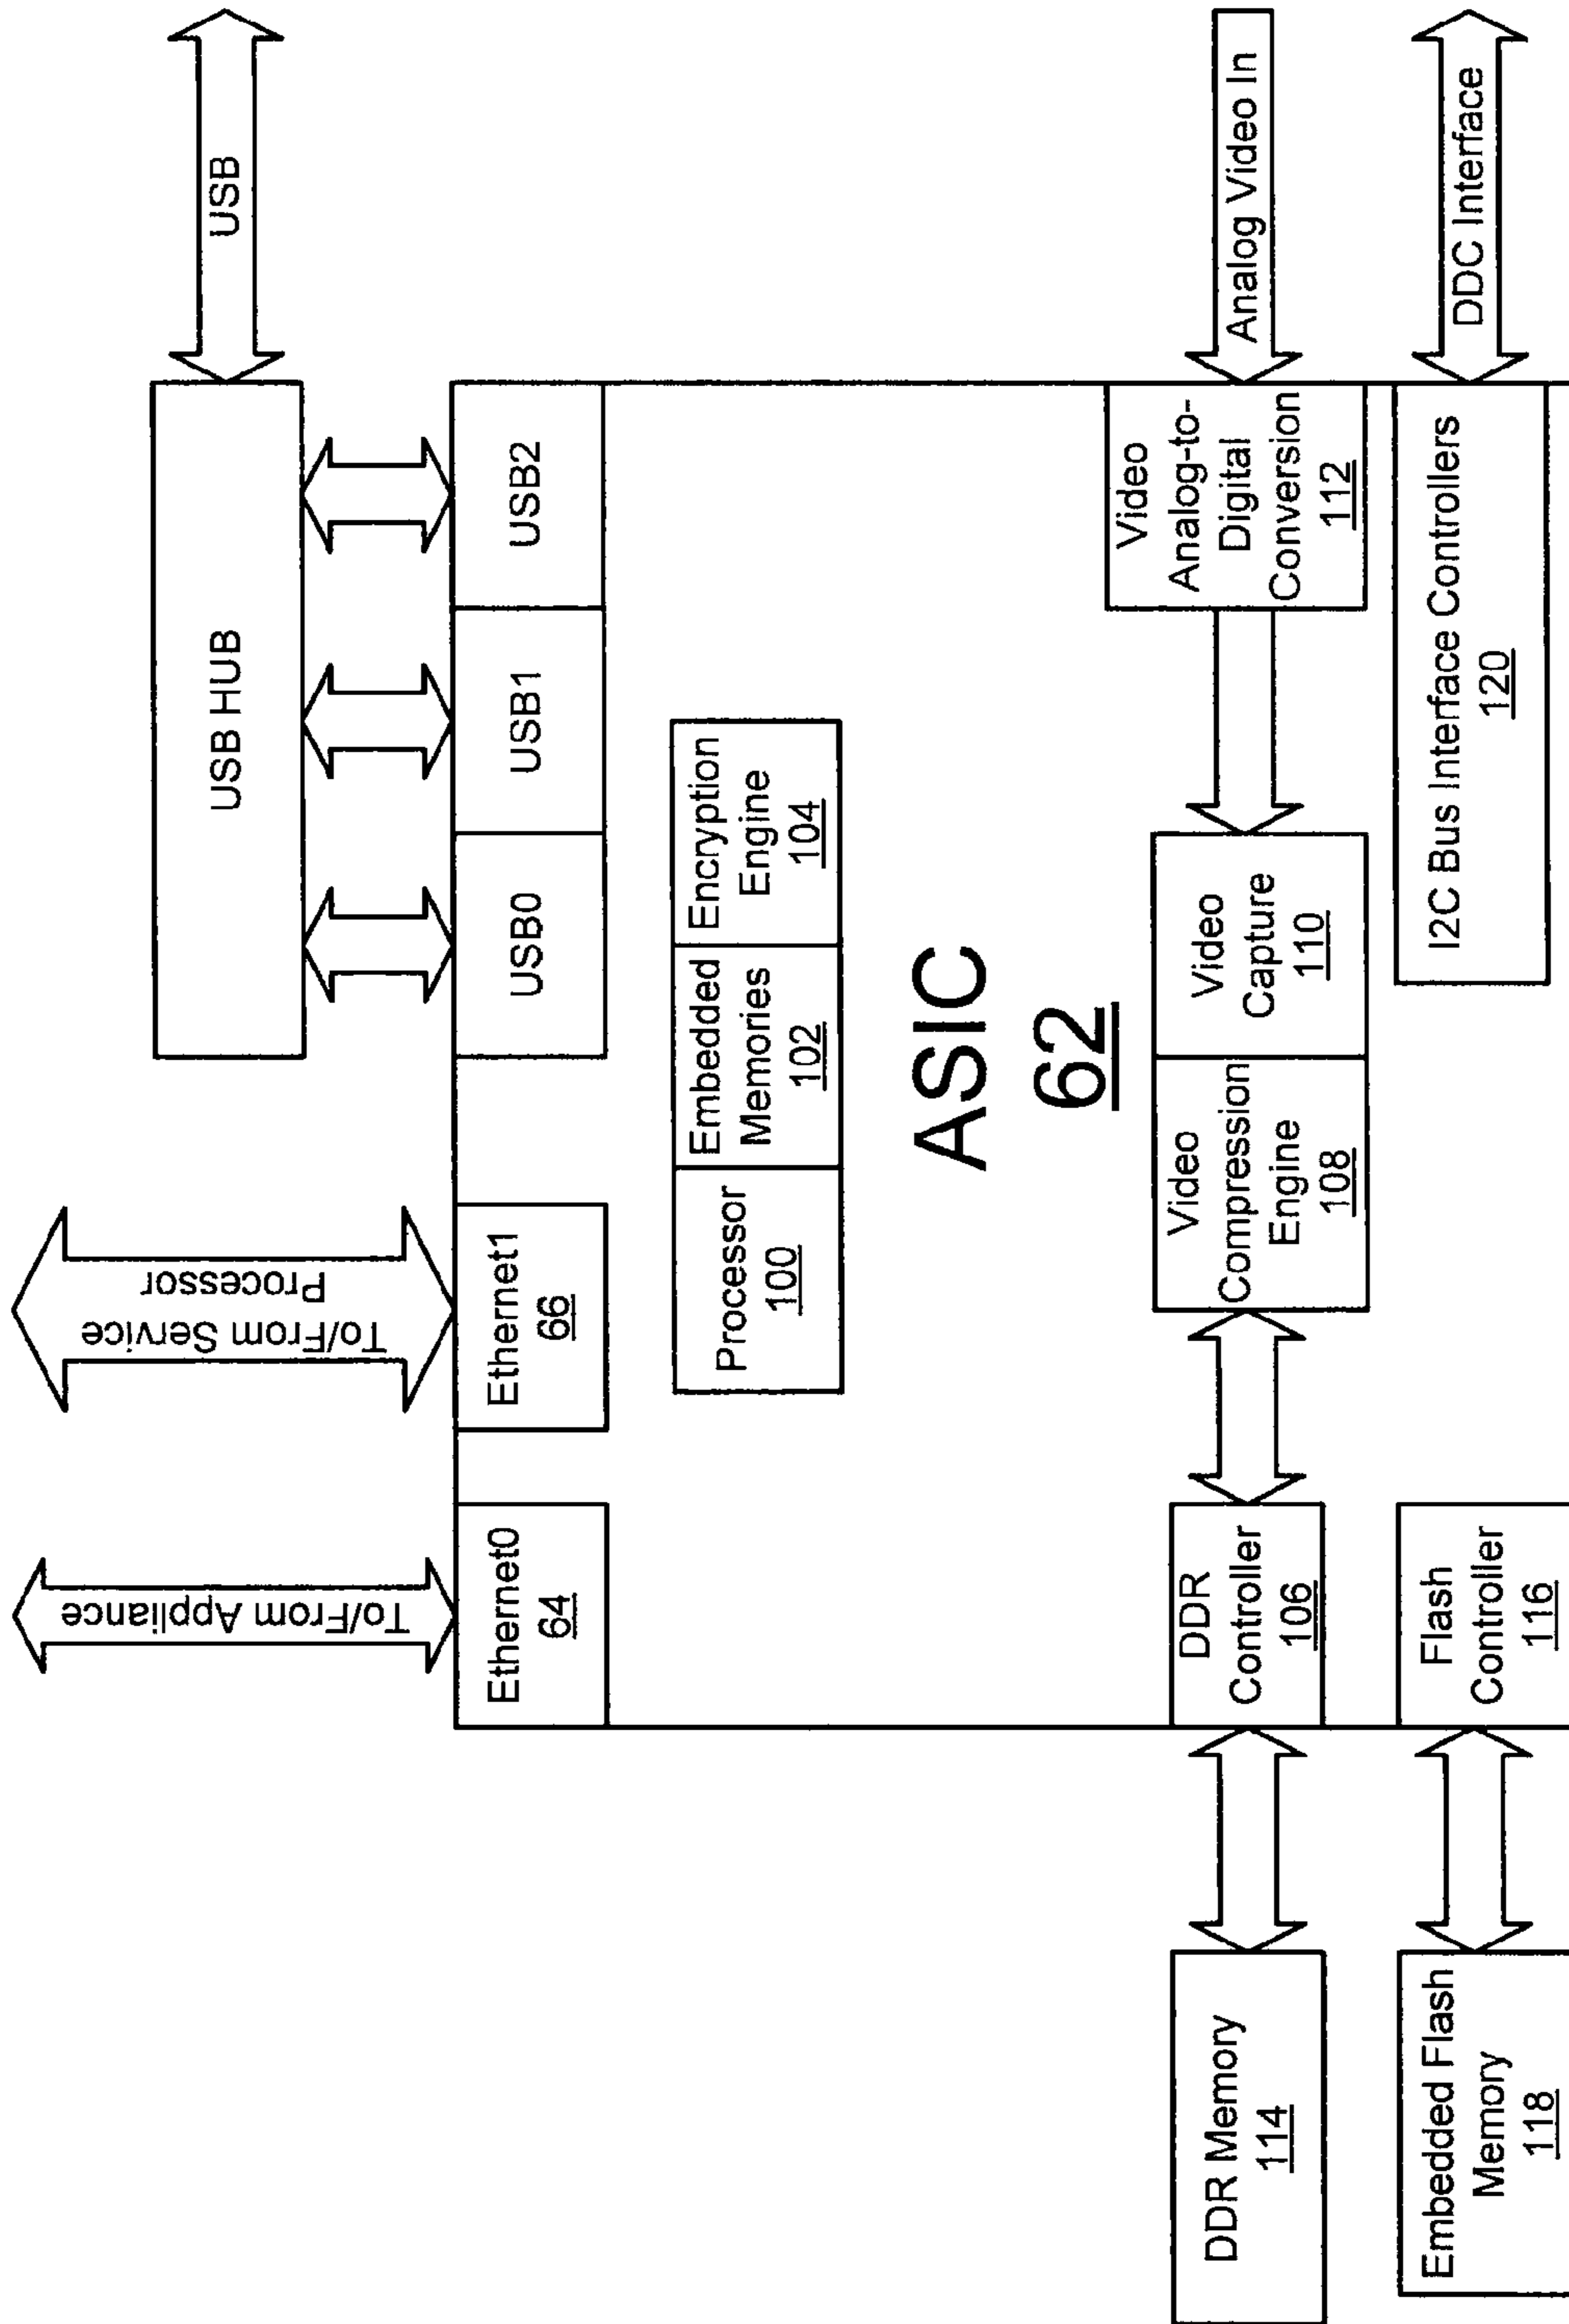 To/From Appliance
To/From Service
Processor
USB HUB
USB
Ethernet0
64
Ethernet1
66
USB0
USB1
USB2
Processor
100
Embedded
Memories
102
Encryption
Engine
104
ASIC
62
DDR Memory
114
DDR
Controller
106
Video
Compression
Engine
108
Video
Capture
110
Video
Analog-to-
Digital
Conversion
112
Analog Video In
Embedded Flash
Memory
118
Flash
Controller
116
I2C Bus Interface Controllers
120
DDC Interface